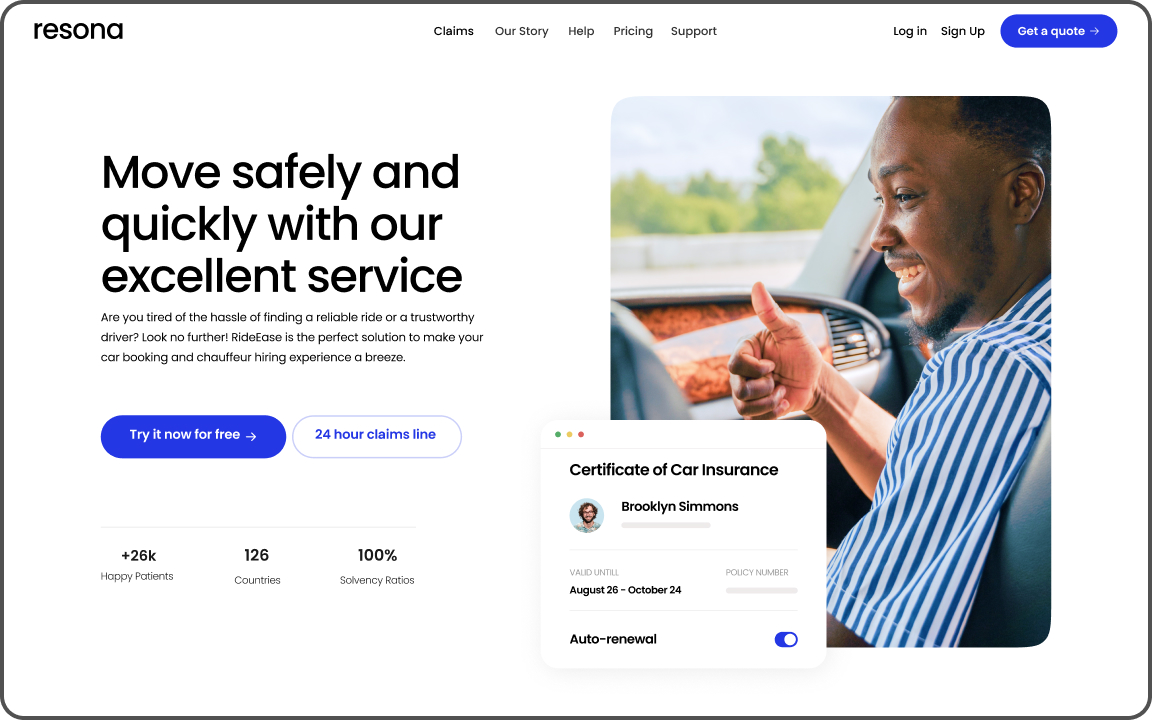 resona
Claims
Our Story
Help
Pricing
Support
Log in
Sign Up
Get a quote →
Move safely and
quickly with our
excellent service
Are you tired of the hassle of finding a reliable ride or a trustworthy
driver? Look no further! RideEase is the perfect solution to make your
car booking and chauffeur hiring experience a breeze.
Try it now for free →
24 hour claims line
+26k
Happy Patients
126
Countries
100%
Solvency Ratios
Certificate of Car Insurance
Brooklyn Simmons
VALID UNTILL
POLICY NUMBER
August 26 - October 24
Auto-renewal